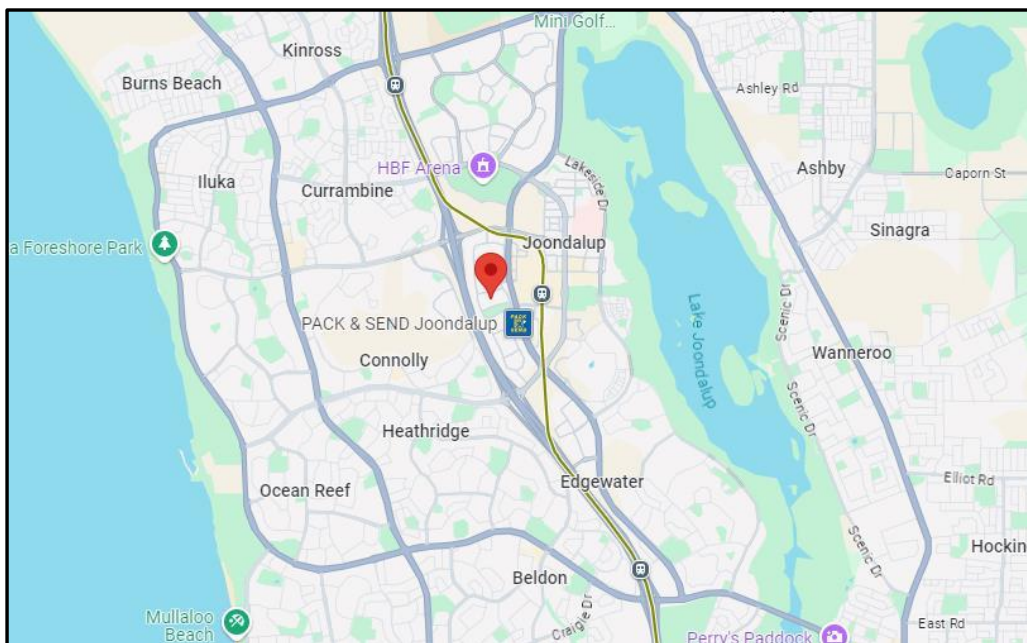 Mini Golf...
Kinross
Burns Beach
Ashley Rd
HBF Arena
Lakeside Dr
Ashby
Caporn St
Iluka
Currambine
Sinagra
a Foreshore Park
Joondalup
Scenic Dr
PACK & SEND Joondalup
PACK
&
SEND
Lake Joondalup
Wanneroo
Connolly
Scenic Dr
Heathridge
Edgewater
Elliot Rd
Ocean Reef
Scenic Dr
Hockin
Beldon
Craigie Dr
Mullaloo
Beach
Perry's Paddock
East Rd